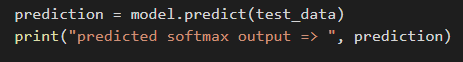 prediction = model.predict(test_data)
print("predicted softmax output => ", prediction)